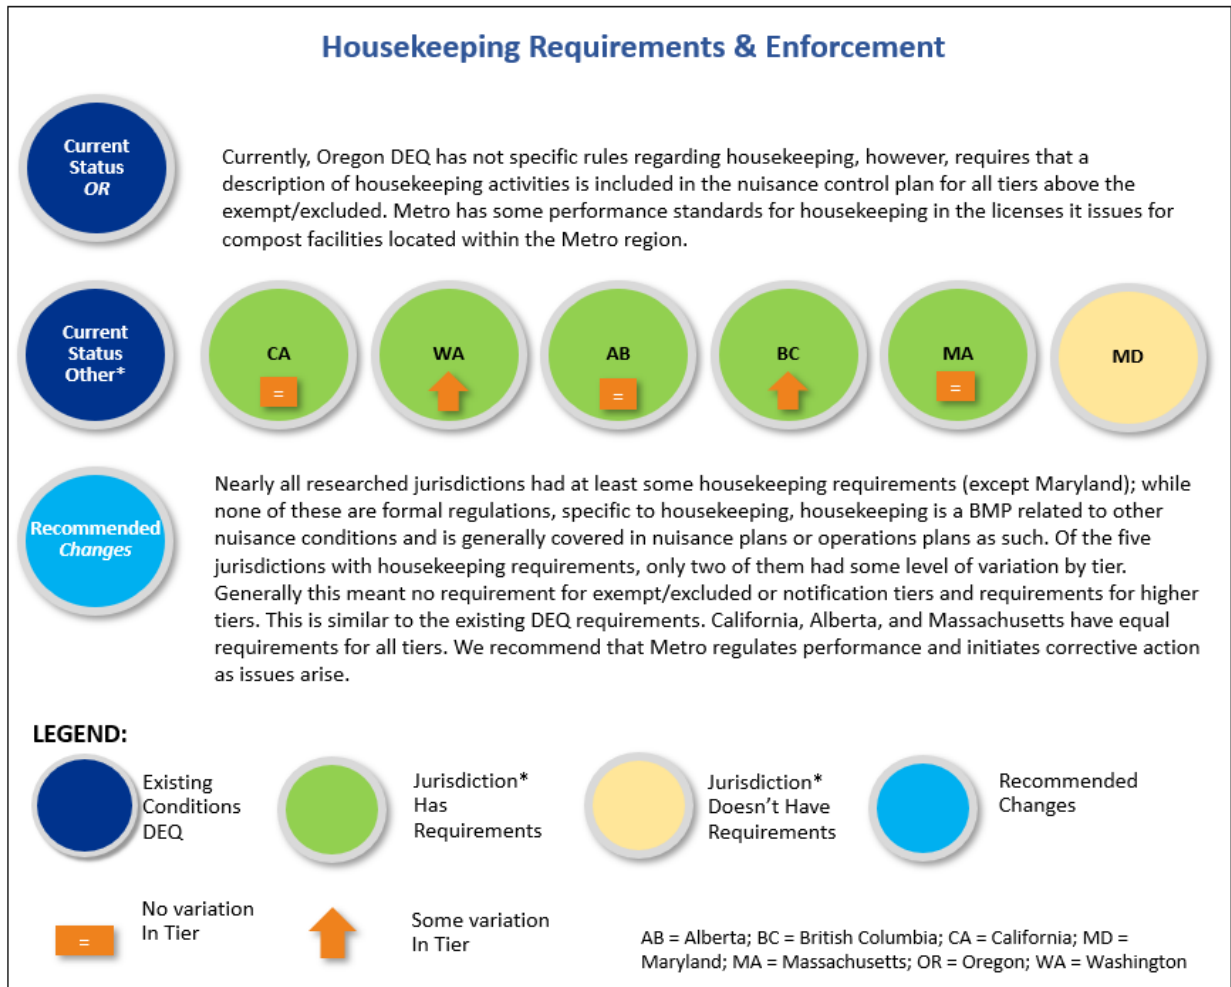 Housekeeping Requirements & Enforcement
Current
Status
OR
Currently, Oregon DEQ has not specific rules regarding housekeeping, however, requires that a
description of housekeeping activities is included in the nuisance control plan for all tiers above the
exempt/excluded. Metro has some performance standards for housekeeping in the licenses it issues for
compost facilities located within the Metro region.
Current
Status
Other*
CA
=
WA
AB
=
BC
MA
=
MD
Recommended
Changes
Nearly all researched jurisdictions had at least some housekeeping requirements (except Maryland); while
none of these are formal regulations, specific to housekeeping, housekeeping is a BMP related to other
nuisance conditions and is generally covered in nuisance plans or operations plans as such. Of the five
jurisdictions with housekeeping requirements, only two of them had some level of variation by tier.
Generally this meant no requirement for exempt/excluded or notification tiers and requirements for higher
tiers. This is similar to the existing DEQ requirements. California, Alberta, and Massachusetts have equal
requirements for all tiers. We recommend that Metro regulates performance and initiates corrective action
as issues arise.
LEGEND:
Existing
Conditions
DEQ
Jurisdiction*
Has
Requirements
Jurisdiction*
Doesn't Have
Requirements
Recommended
Changes
=
No variation
In Tier
Some variation
In Tier
AB = Alberta; BC = British Columbia; CA = California; MD =
Maryland; MA = Massachusetts; OR = Oregon; WA = Washington